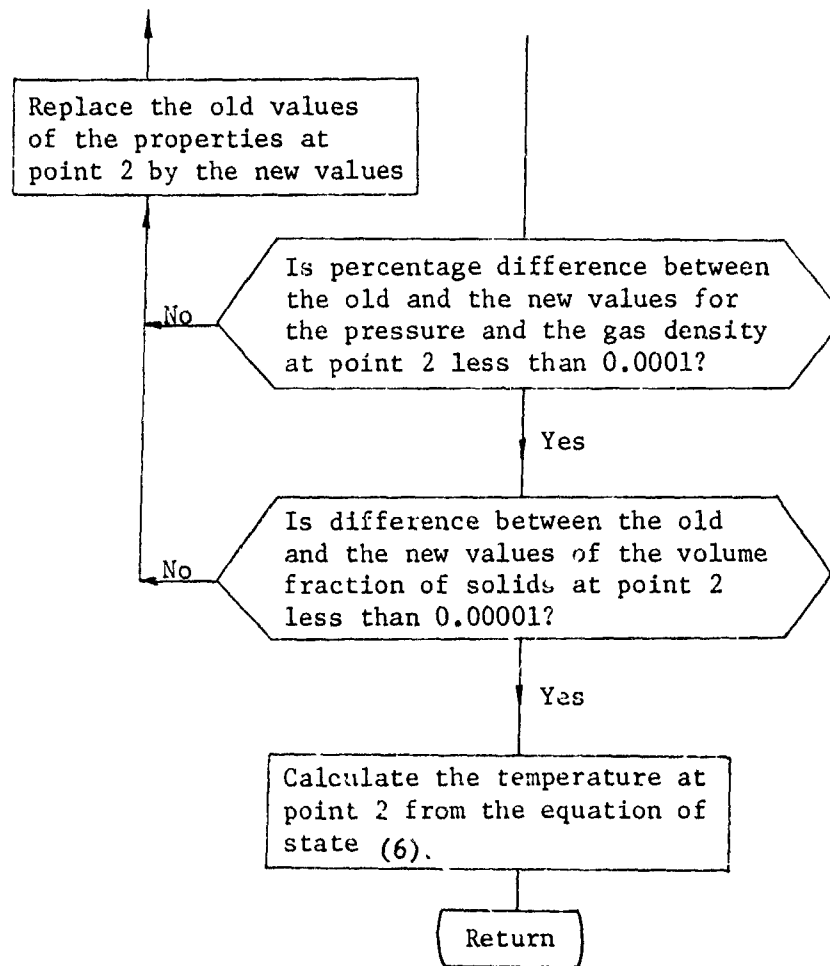 Replace the old values
of the properties at
point 2 by the new values
Is percentage difference between
the old and the new values for
the pressure and the gas density
at point 2 less than 0.0001?
No
Yes
Is difference between the old
and the new values of the volume
fraction of solids at point 2
less than 0.00001?
No
Yes
Calculate the temperature at
point 2 from the equation of
state (6).
Return